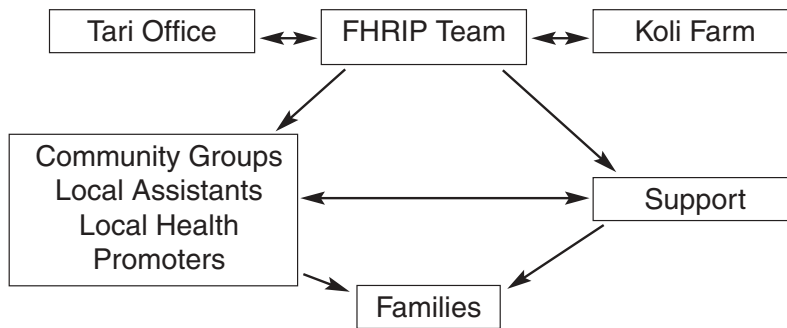 Tari Office
FHRIP Team
Koli Farm
Community Groups
Local Assistants
Local Health
Promoters
Support
Families